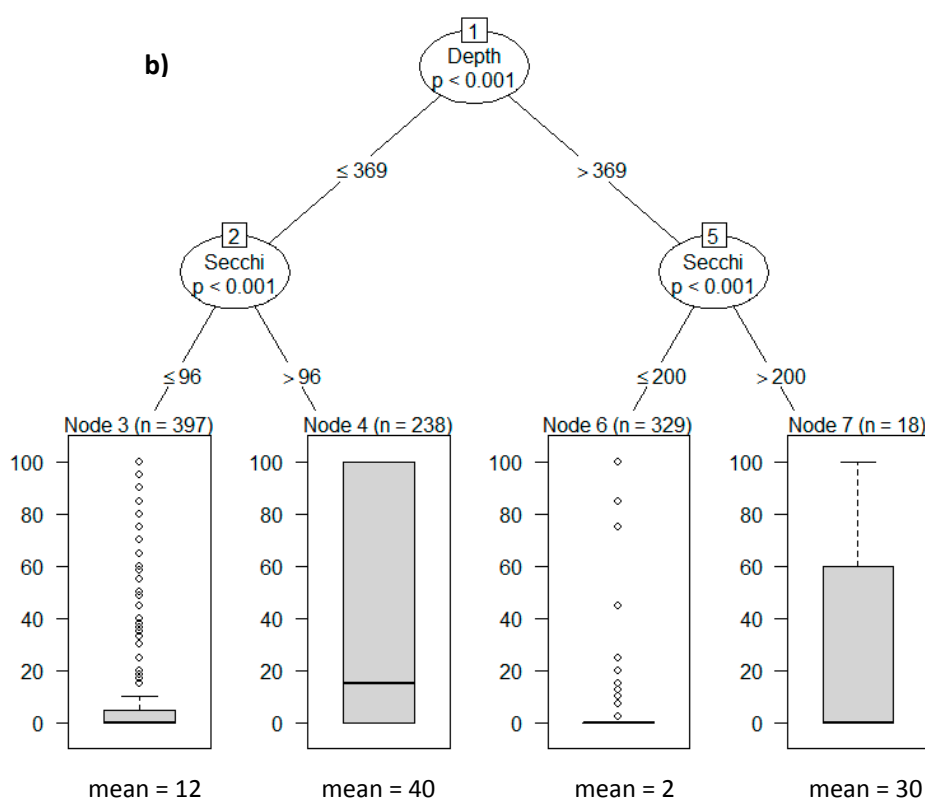 b)
1
Depth
p < 0.001
≤ 369
> 369
2
Secchi
p < 0.001
5
Secchi
p < 0.001
≤ 96
> 96
≤ 200
> 200
Node 3 (n = 397)
Node 4 (n = 238)
Node 6 (n = 329)
Node 7 (n = 18)
100
80
60
40
20
0
100
80
60
40
20
0
100
80
60
40
20
0
100
80
60
40
20
0
mean = 12
mean = 40
mean = 2
mean = 30